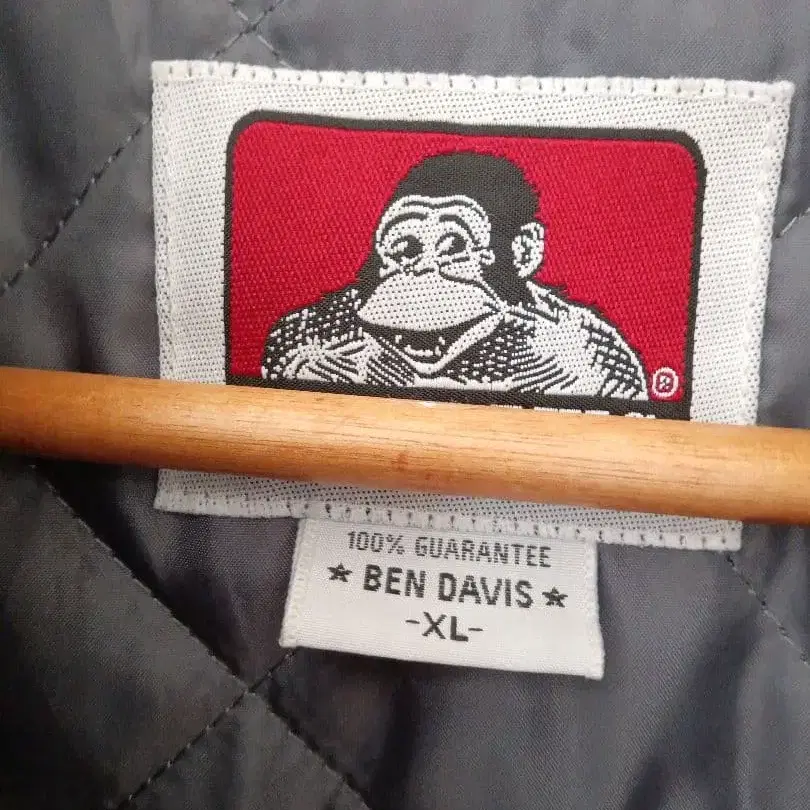 ®
100% GUARANTEE
★ BEN DAVIS ★
-XL-